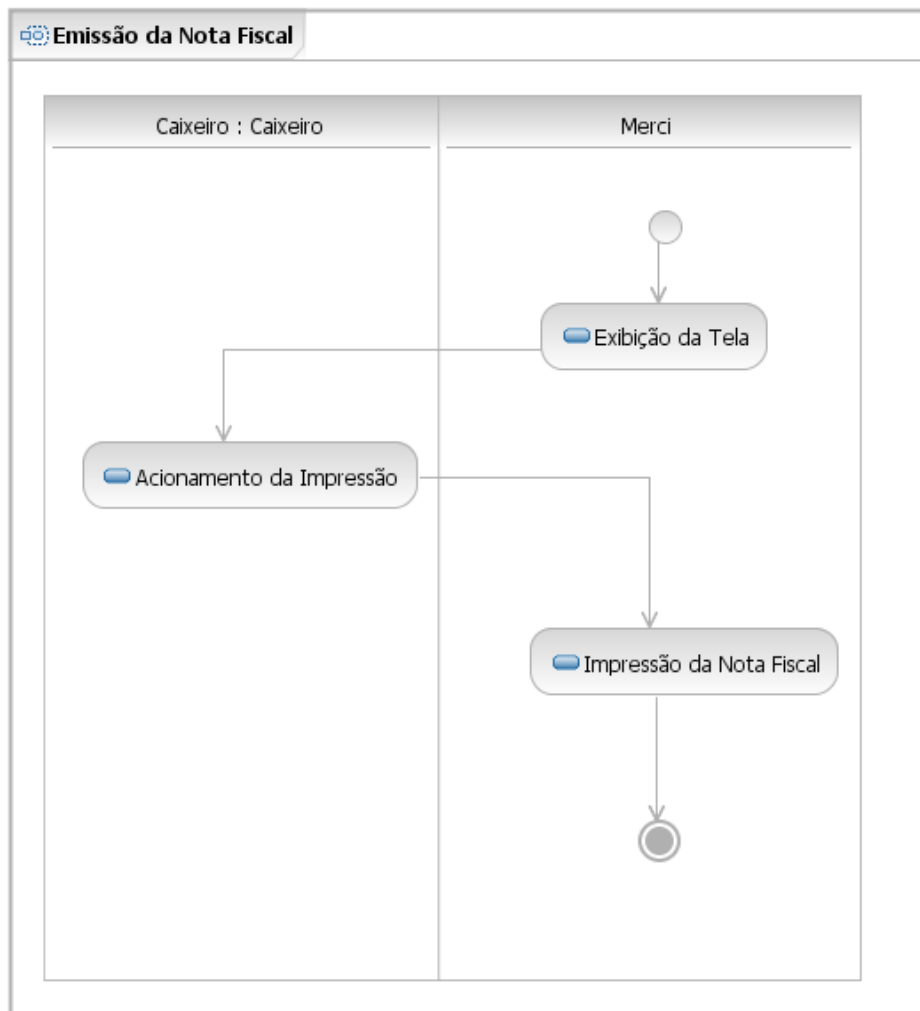 Emissão da Nota Fiscal
Caixeiro : Caixeiro
Merci
Exibição da Tela
Acionamento da Impressão
Impressão da Nota Fiscal